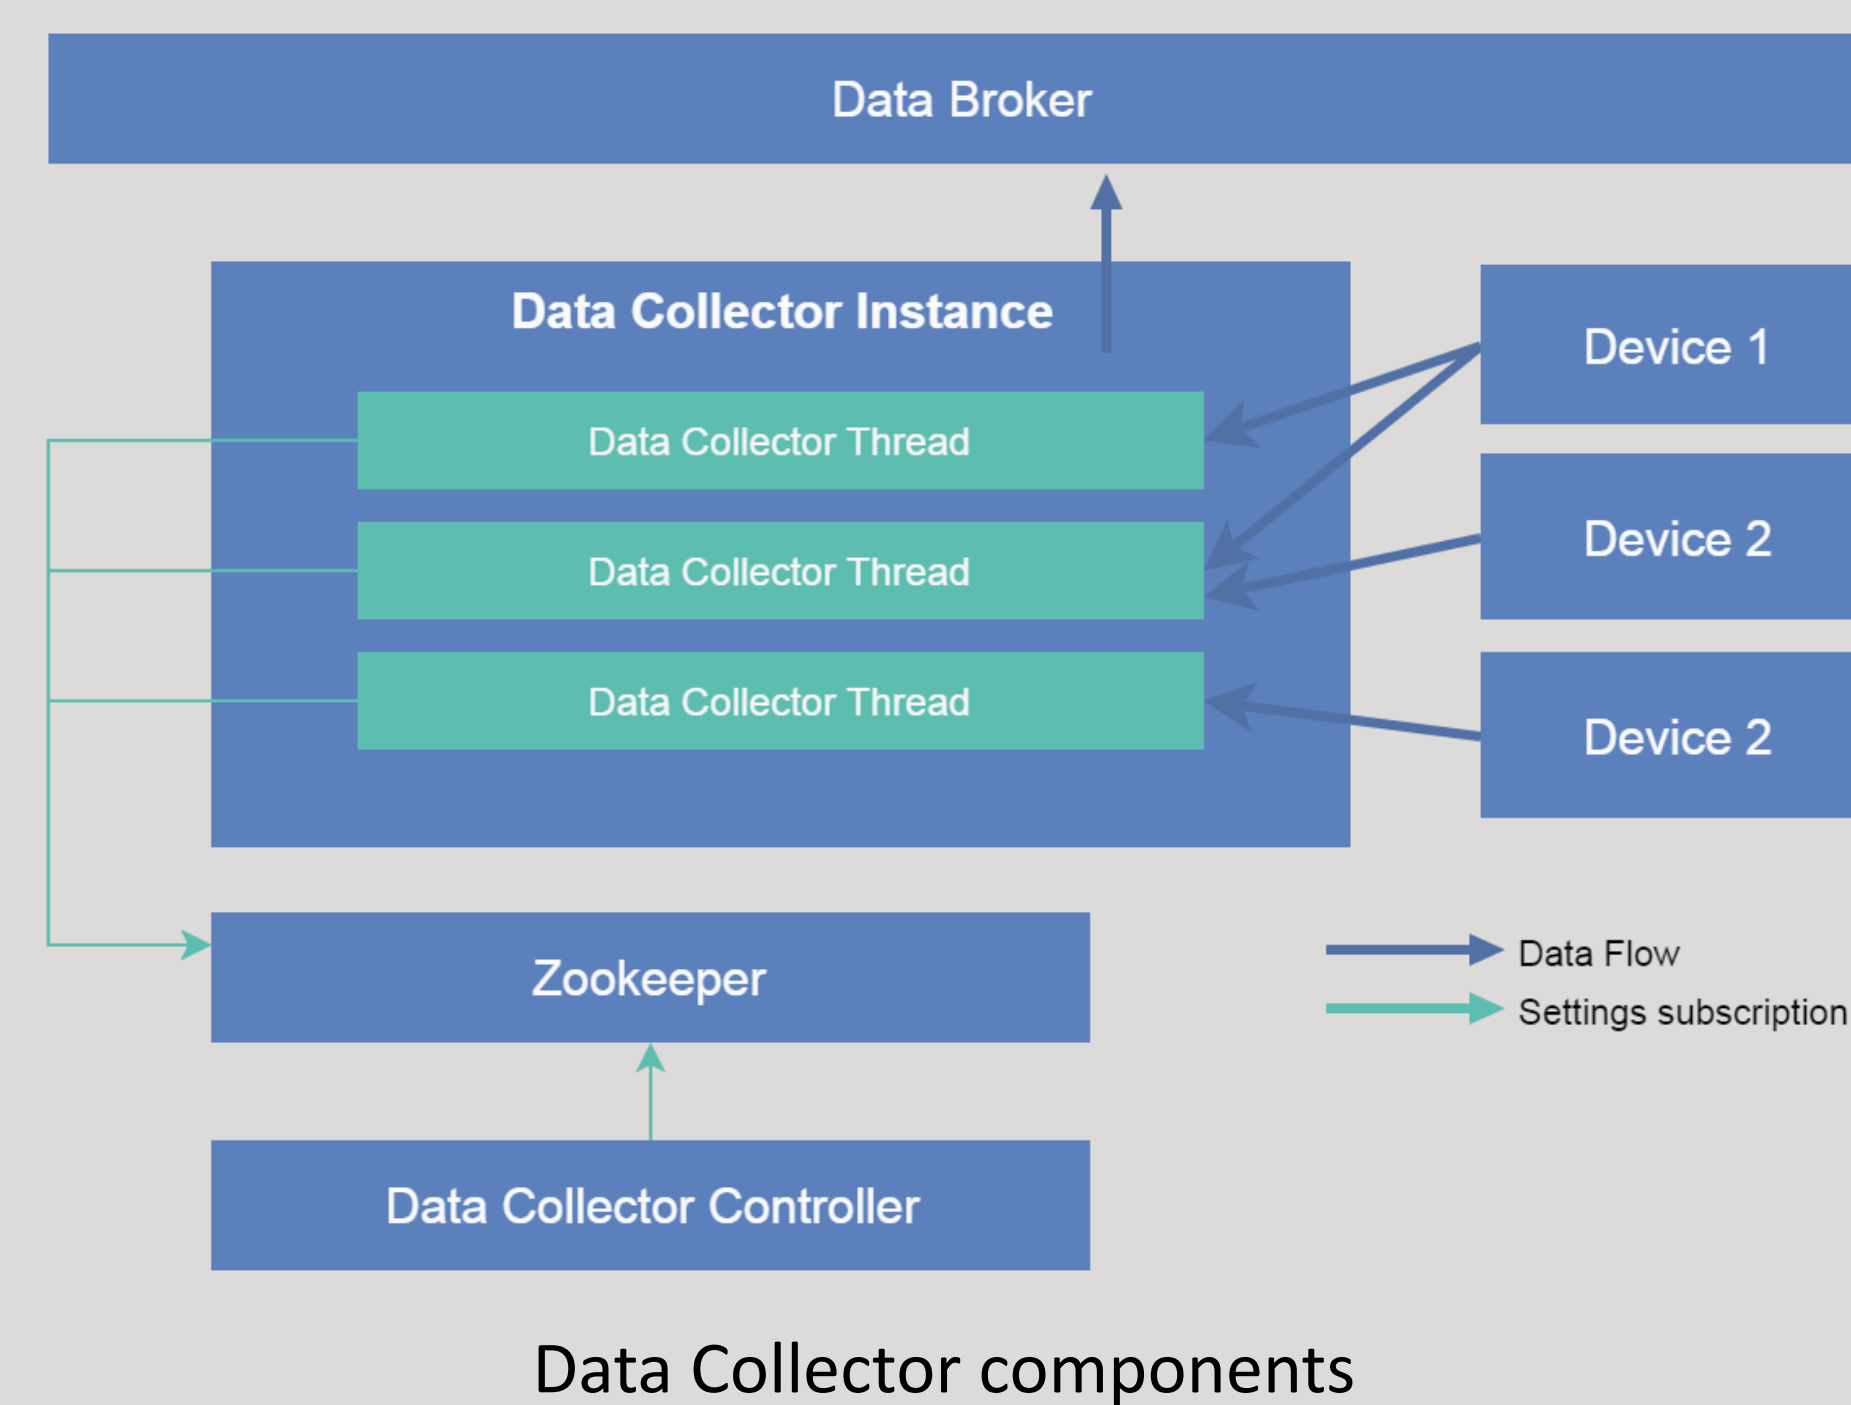 Data Broker
Data Collector Instance
Data Collector Thread
Data Collector Thread
Data Collector Thread
Device 1
Device 2
Device 2
Zookeeper
Data Flow
Settings subscription
Data Collector Controller
Data Collector components